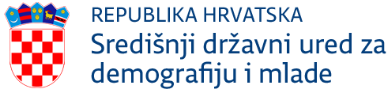 REPUBLIKA HRVATSKA
Središnji državni ured za
demografiju i mlade